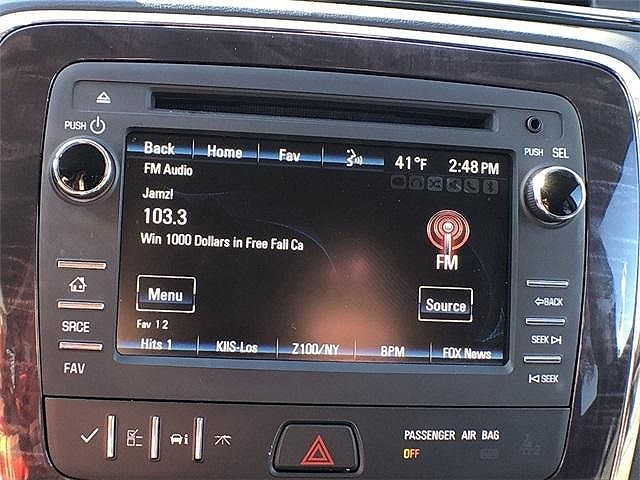 PUSH
Back Home Fav 41°F 2:48 PM
PUSH SEL
FM Audio
Jamz!
103.3
Win 1000 Dollars in Free Fall Ca
FM
Menu
Source
BACK
SRCE
Fav 1 2
SEEK
Hits 1 KIIS-Los Z100/NY BPM FOX News
FAV
SEEK
PASSENGER AIR BAG
OFF